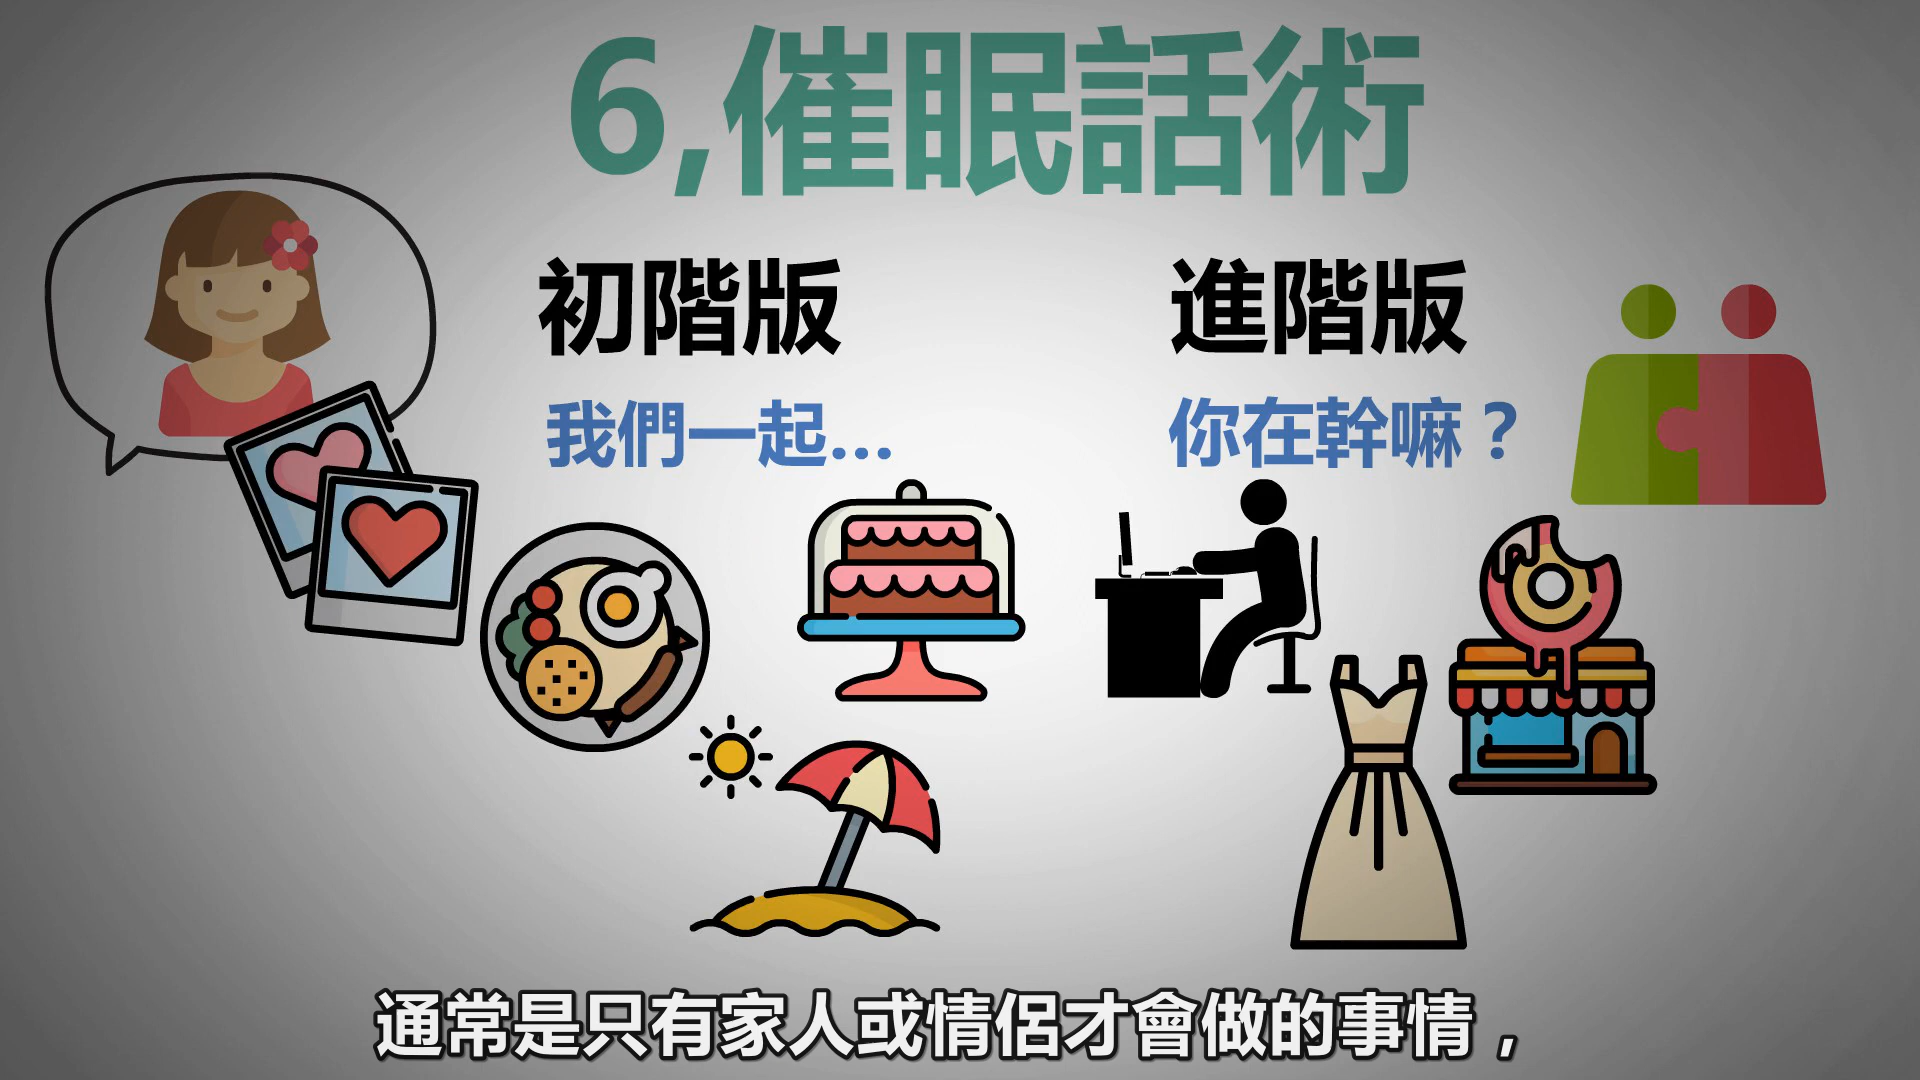 6,催眠話術
初階版
我們一起...
進階版
你在幹嘛？
通常是只有家人或情侶才會做的事情，